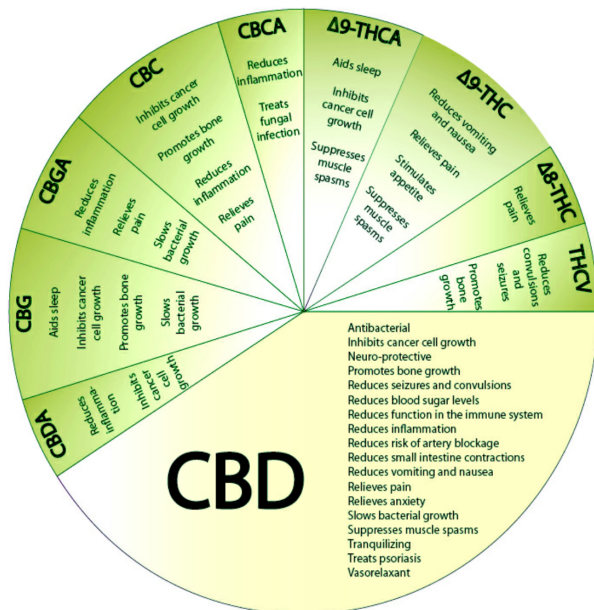 CBCA
Reduces
inflammation
Treats
fungal
infection
Δ9-THCA
Aids sleep
Inhibits
cancer cell
growth
Suppresses
muscle
spasms
Δ9-THC
Reduces vomiting
and nausea
Relieves pain
Stimulates
appetite
Suppresses
muscle
spasms
Δ8-THC
Relieves
pain
THCV
Reduces
convulsions
and
seizures
Promotes
bone
growth
CBD
Antibacterial
Inhibits cancer cell growth
Neuro-protective
Promotes bone growth
Reduces seizures and convulsions
Reduces blood sugar levels
Reduces function in the immune system
Reduces inflammation
Reduces risk of artery blockage
Reduces small intestine contractions
Reduces vomiting and nausea
Relieves pain
Relieves anxiety
Slows bacterial growth
Suppresses muscle spasms
Tranquilizing
Treats psoriasis
Vasorelaxant
CBDA
Reduces
inflamma-
tion
Inhibits
cancer
cell
growth
CBG
Aids sleep
Inhibits cancer
cell growth
Promotes bone
growth
Slows
bacterial
growth
CBGA
Reduces
inflammation
Relieves
pain
Slows
bacterial
growth
CBC
Inhibits cancer
cell growth
Promotes bone
growth
Reduces
inflammation
Relieves
pain